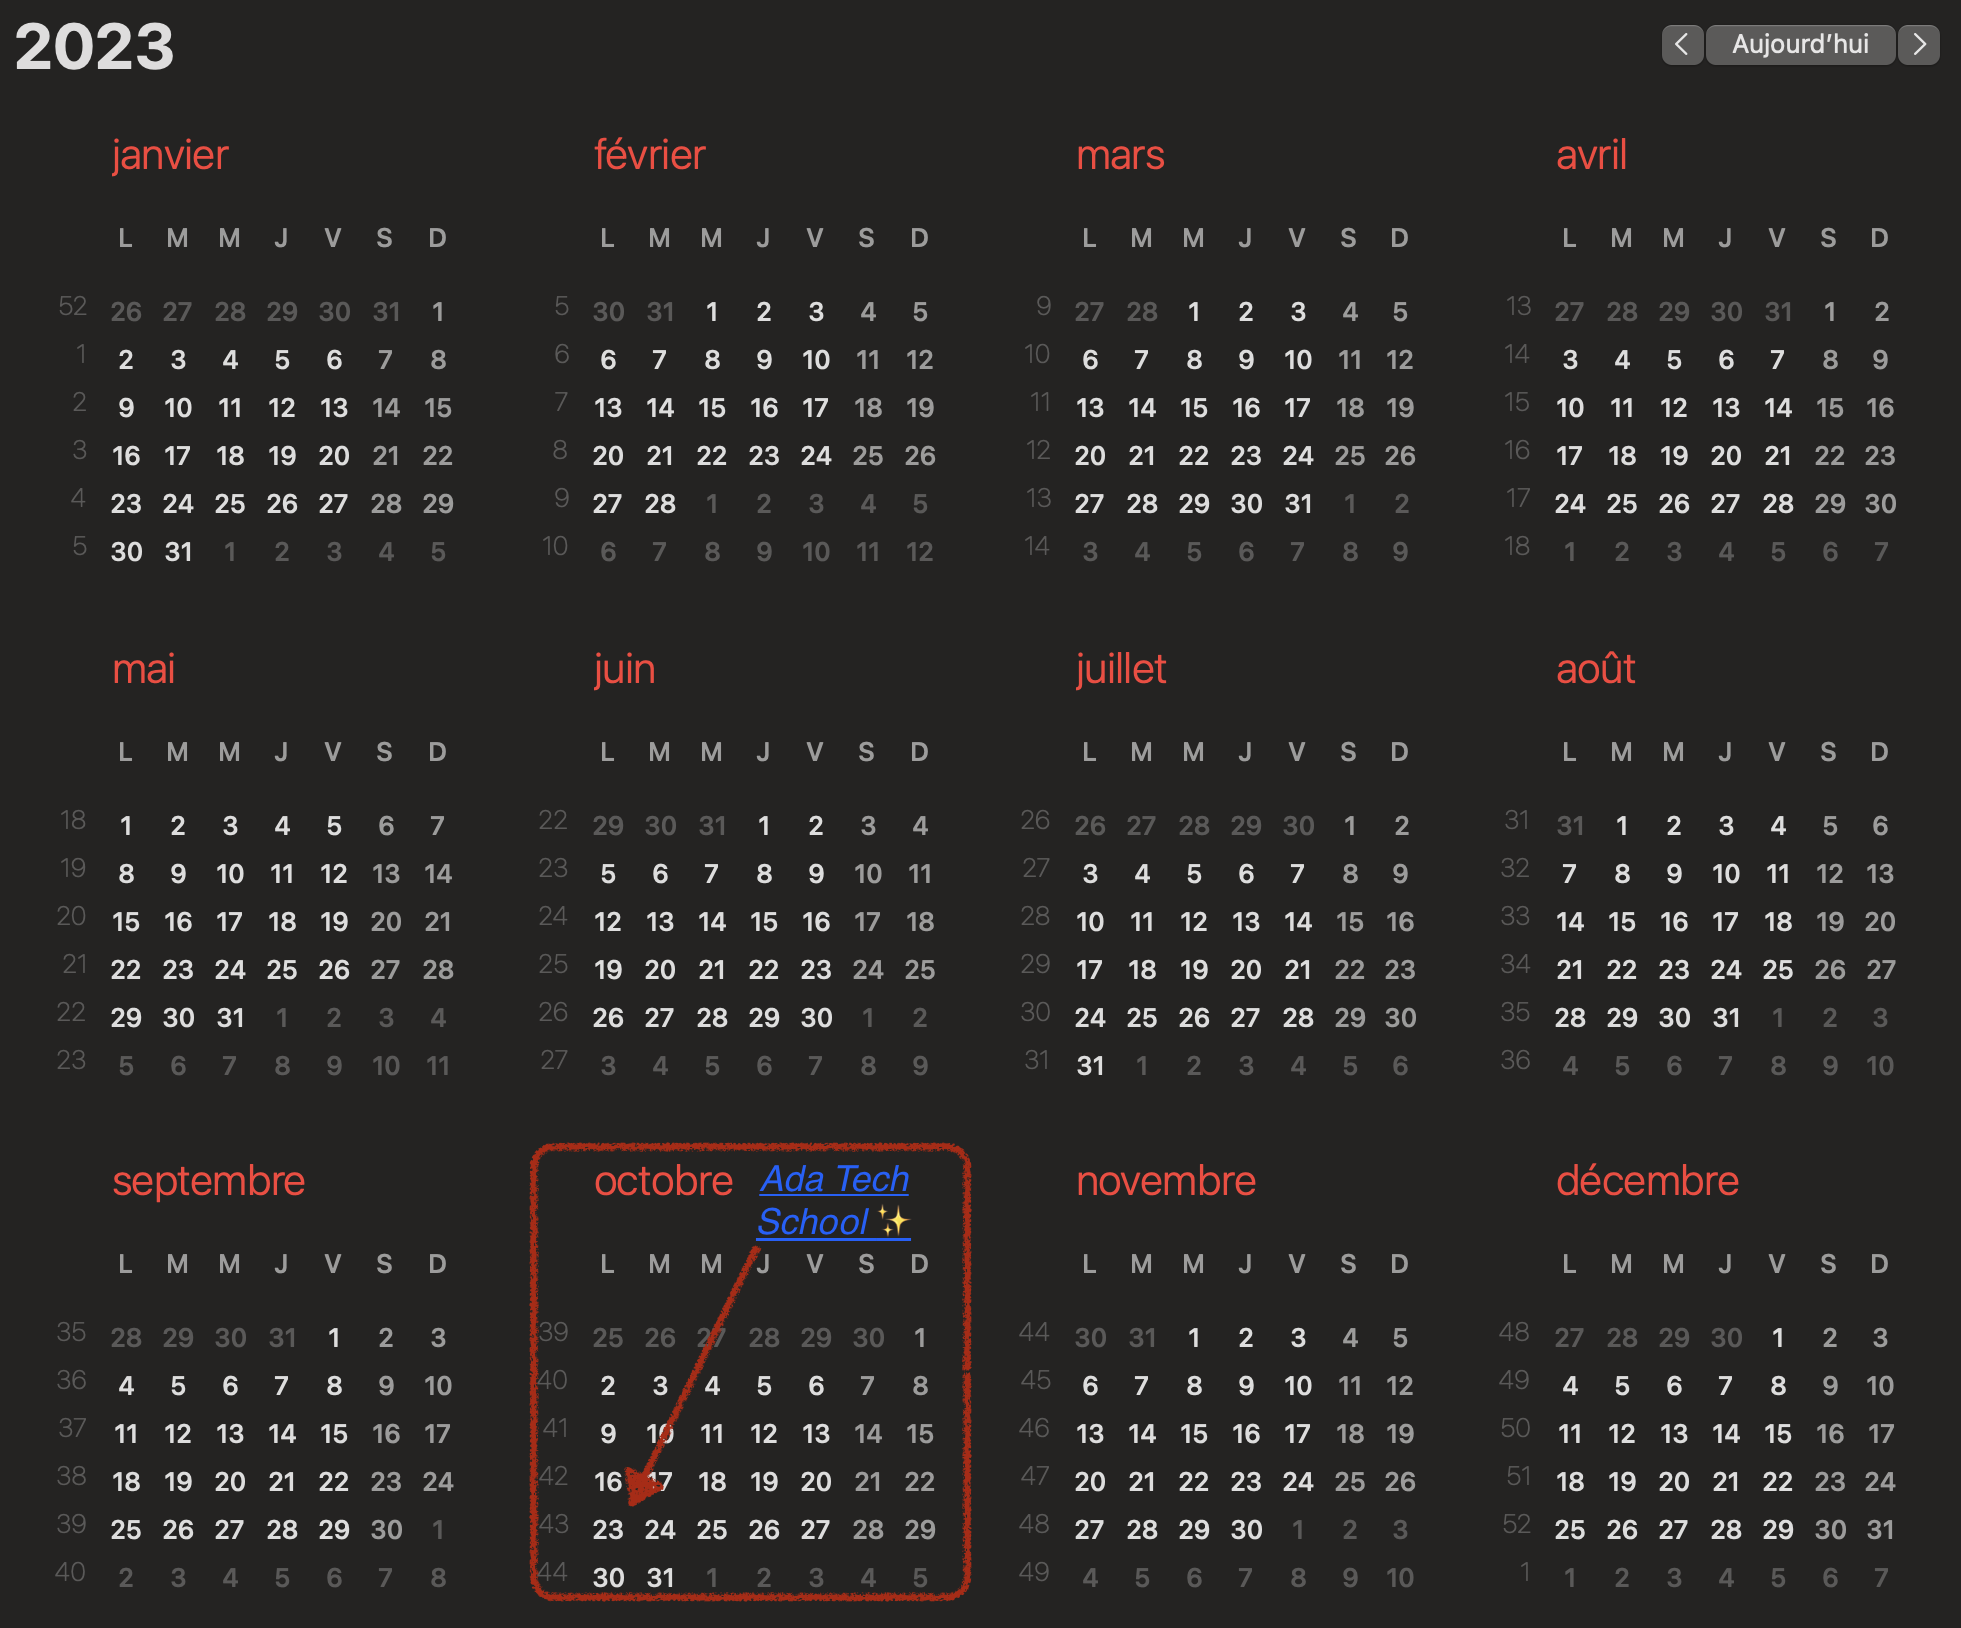 2023
Aujourd’hui
janvier février mars avril
L M M J V S D L M M J V S D L M M J V S D L M M J V S D
52 26 27 28 29 30 31 1 5 30 31 1 2 3 4 5 9 27 28 1 2 3 4 5 13 27 28 29 30 31 1 2
1 2 3 4 5 6 7 8 6 6 7 8 9 10 11 12 10 6 7 8 9 10 11 12 14 3 4 5 6 7 8 9
2 9 10 11 12 13 14 15 7 13 14 15 16 17 18 19 11 13 14 15 16 17 18 19 15 10 11 12 13 14 15 16
3 16 17 18 19 20 21 22 8 20 21 22 23 24 25 26 12 20 21 22 23 24 25 26 16 17 18 19 20 21 22 23
4 23 24 25 26 27 28 29 9 27 28 1 2 3 4 5 13 27 28 29 30 31 1 2 17 24 25 26 27 28 29 30
5 30 31 1 2 3 4 5 10 6 7 8 9 10 11 12 14 3 4 5 6 7 8 9 18 1 2 3 4 5 6 7
mai juin juillet août
L M M J V S D L M M J V S D L M M J V S D L M M J V S D
18 1 2 3 4 5 6 7 22 29 30 31 1 2 3 4 26 26 27 28 29 30 1 2 31 31 1 2 3 4 5 6
19 8 9 10 11 12 13 14 23 5 6 7 8 9 10 11 27 3 4 5 6 7 8 9 32 7 8 9 10 11 12 13
20 15 16 17 18 19 20 21 24 12 13 14 15 16 17 18 28 10 11 12 13 14 15 16 33 14 15 16 17 18 19 20
21 22 23 24 25 26 27 28 25 19 20 21 22 23 24 25 29 17 18 19 20 21 22 23 34 21 22 23 24 25 26 27
22 29 30 31 1 2 3 4 26 26 27 28 29 30 1 2 30 24 25 26 27 28 29 30 35 28 29 30 31 1 2 3
23 5 6 7 8 9 10 11 27 3 4 5 6 7 8 9 31 31 1 2 3 4 5 6 36 4 5 6 7 8 9 10
septembre octobre Ada Tech novembre décembre
School ✨
L M M J V S D L M M J V S D L M M J V S D L M M J V S D
35 28 29 30 31 1 2 3 39 25 26 27 28 29 30 1 44 30 31 1 2 3 4 5 48 27 28 29 30 1 2 3
36 4 5 6 7 8 9 10 40 2 3 4 5 6 7 8 45 6 7 8 9 10 11 12 49 4 5 6 7 8 9 10
37 11 12 13 14 15 16 17 41 9 10 11 12 13 14 15 46 13 14 15 16 17 18 19 50 11 12 13 14 15 16 17
38 18 19 20 21 22 23 24 42 16 17 18 19 20 21 22 47 20 21 22 23 24 25 26 51 18 19 20 21 22 23 24
39 25 26 27 28 29 30 1 43 23 24 25 26 27 28 29 48 27 28 29 30 1 2 3 52 25 26 27 28 29 30 31
40 2 3 4 5 6 7 8 44 30 31 1 2 3 4 5 49 4 5 6 7 8 9 10 1 1 2 3 4 5 6 7